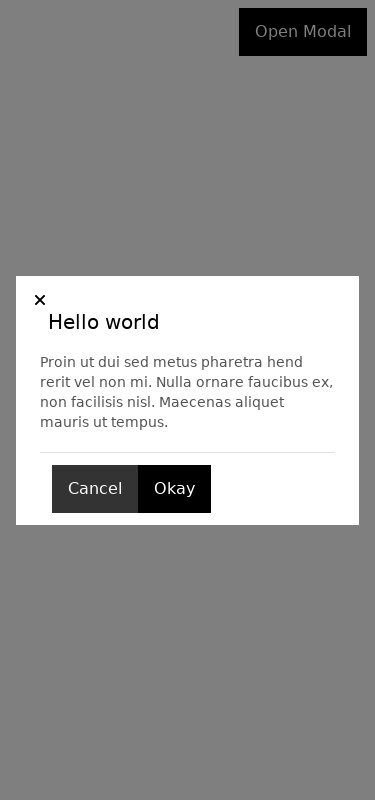 Open Modal
Hello world
Proin ut dui sed metus pharetra hend
rerit vel non mi. Nulla ornare faucibus ex,
non facilisis nisl. Maecenas aliquet
mauris ut tempus.
Cancel Okay